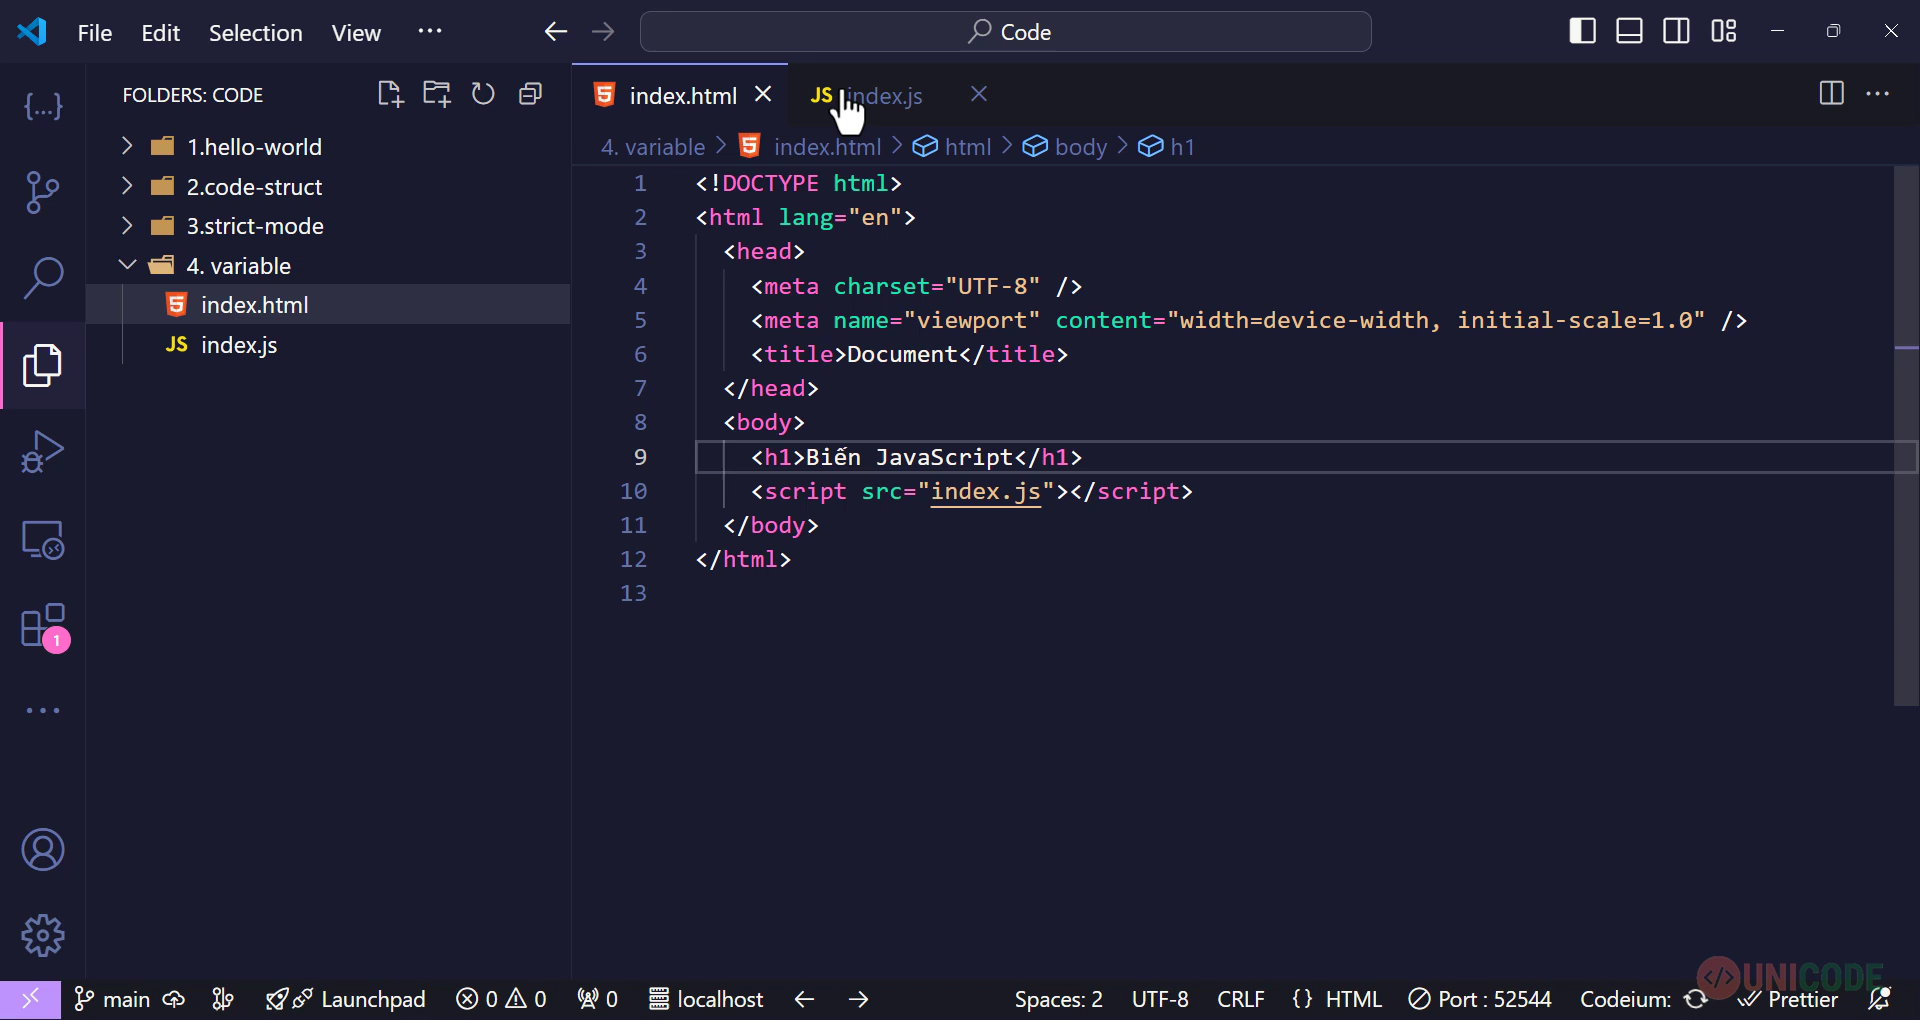 File Edit Selection View ··· Code
FOLDERS: CODE
1.hello-world
2.code-struct
3.strict-mode
4. variable
index.html
JS index.js
1
index.html
JS index.js
4. variable > index.html > html > body > h1
1 <!DOCTYPE html>
2 <html lang="en">
3 <head>
4 <meta charset="UTF-8" />
5 <meta name="viewport" content="width=device-width, initial-scale=1.0" />
6 <title>Document</title>
7 </head>
8 <body>
9 <h1>Biến JavaScript</h1>
10 <script src="index.js"></script>
11 </body>
12 </html>
13
UNICODE
main Launchpad 0 0 0 localhost Spaces: 2 UTF-8 CRLF {} HTML Port : 52544 Codeium: Prettier